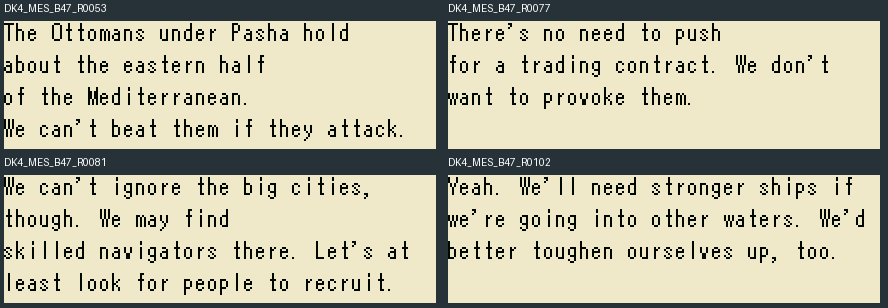 DK4_MES_B47_R0053
The Ottomans under Pasha hold
about the eastern half
of the Mediterranean.
We can't beat them if they attack.
DK4_MES_B47_R0077
There's no need to push
for a trading contract. We don't
want to provoke them.
DK4_MES_B47_R0081
We can't ignore the big cities,
though. We may find
skilled navigators there. Let's at
least look for people to recruit.
DK4_MES_B47_R0102
Yeah. We'll need stronger ships if
we're going into other waters. We'd
better toughen ourselves up, too.